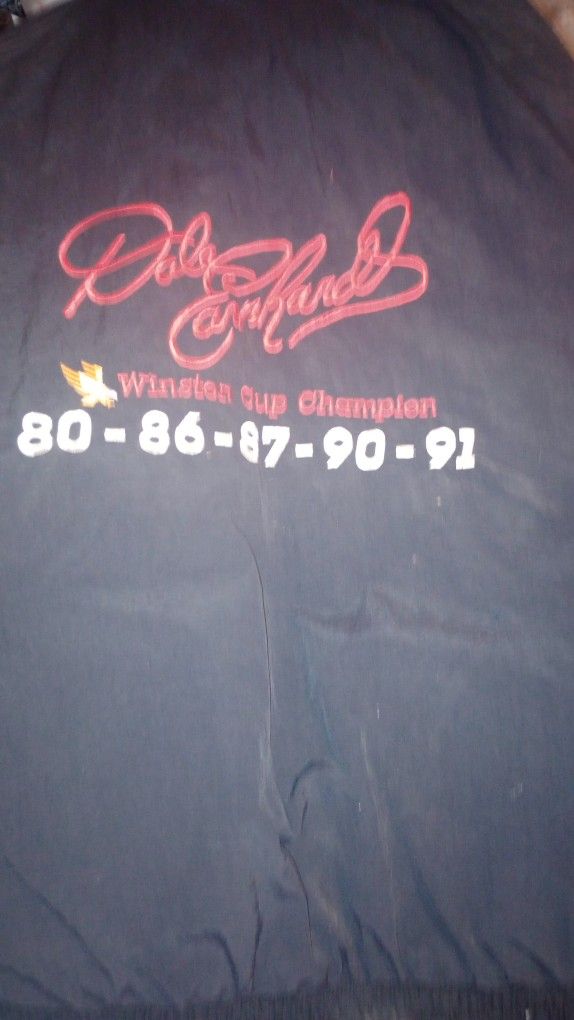 Dale
Earnhardt
Winston Cup Champion
80 - 86 - 87 - 90 - 91